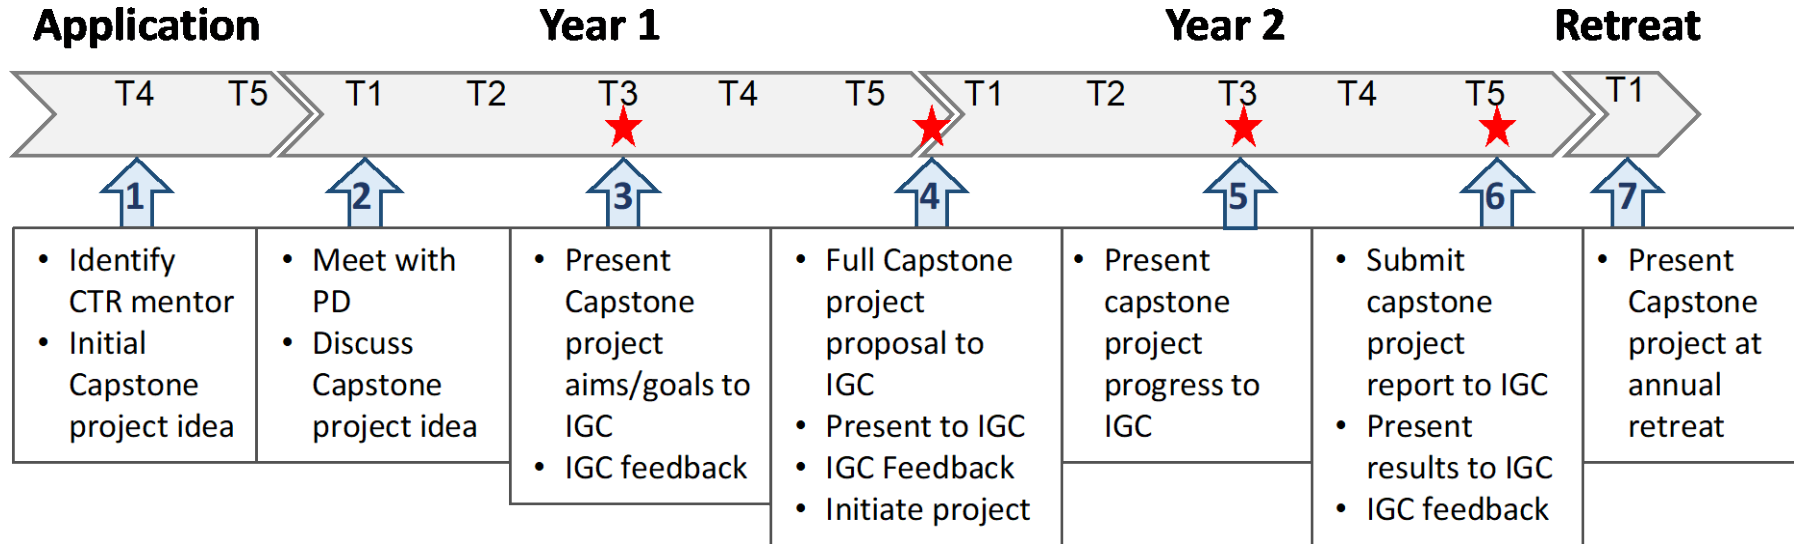 Application Year 1 Year 2 Retreat
T4 T5 T1 T2 T3 T4 T5 T1 T2 T3 T4 T5 T1
1 2 3 4 5 6 7
• Identify
CTR mentor
• Initial
Capstone
project idea
• Meet with
PD
• Discuss
Capstone
project idea
• Present
Capstone
project
aims/goals to
IGC
• IGC feedback
• Full Capstone
project
proposal to
IGC
• Present to IGC
• IGC Feedback
• Initiate project
• Present
capstone
project
progress to
IGC
• Submit
capstone
project
report to IGC
• Present
results to IGC
• IGC feedback
• Present
Capstone
project at
annual
retreat